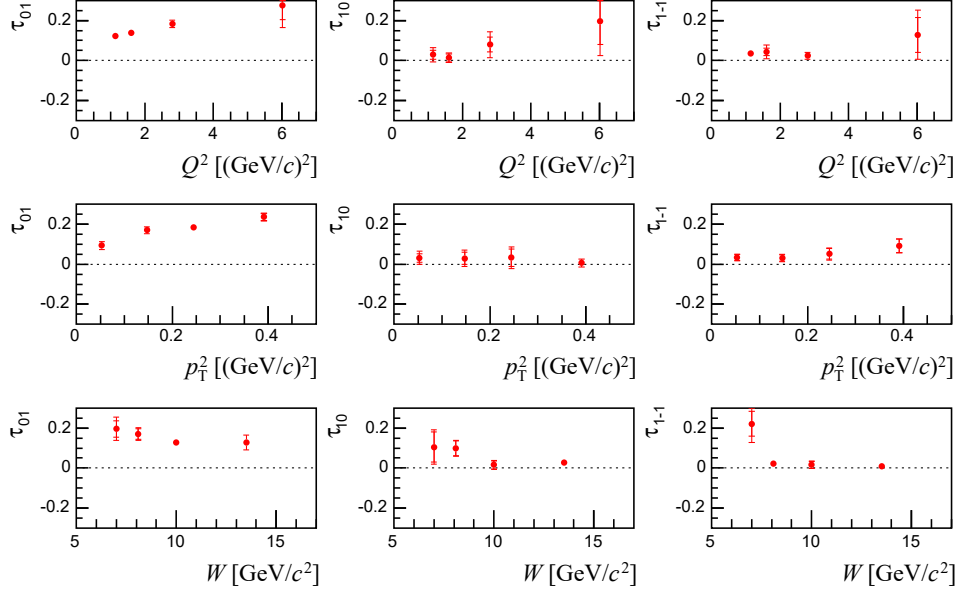 τ01 0.2 0 -0.2 0 2 4 6 Q2 [(GeV/c)2]
τ10 0.2 0 -0.2 0 2 4 6 Q2 [(GeV/c)2]
τ1-1 0.2 0 -0.2 0 2 4 6 Q2 [(GeV/c)2]
τ01 0.2 0 -0.2 0 0.2 0.4 pT2 [(GeV/c)2]
τ10 0.2 0 -0.2 0 0.2 0.4 pT2 [(GeV/c)2]
τ1-1 0.2 0 -0.2 0 0.2 0.4 pT2 [(GeV/c)2]
τ01 0.2 0 -0.2 5 10 15 W [GeV/c2]
τ10 0.2 0 -0.2 5 10 15 W [GeV/c2]
τ1-1 0.2 0 -0.2 5 10 15 W [GeV/c2]